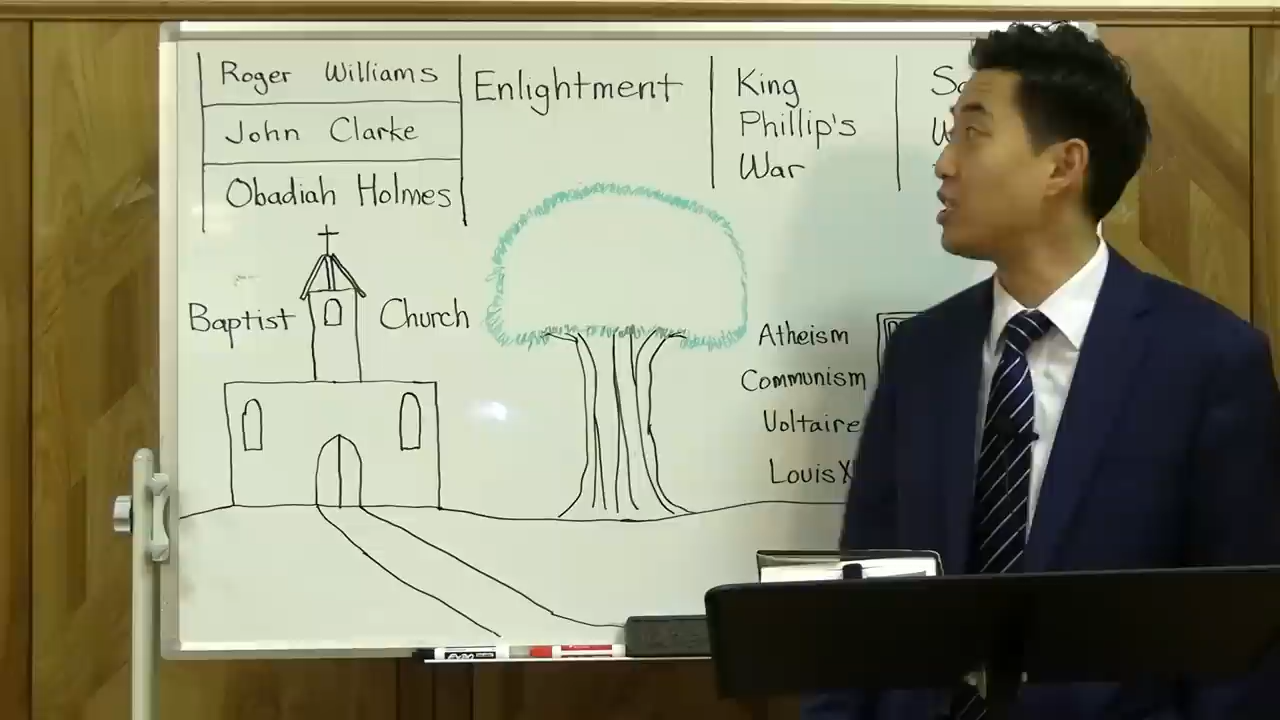 Roger Williams
John Clarke
Obadiah Holmes
Enlightment
King
Phillip's
War
Baptist Church
Atheism
Communism
Voltaire